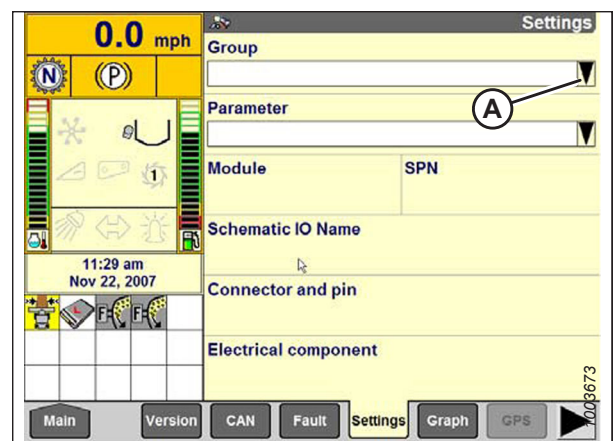 0.0 mph
Settings
Group
N
(P)
A
Parameter
Module
SPN
1
Schematic IO Name
11:29 am
Nov 22, 2007
Connector and pin
L
F
F
Electrical component
1003673
Main
Version
CAN
Fault
Settings
Graph
GPS